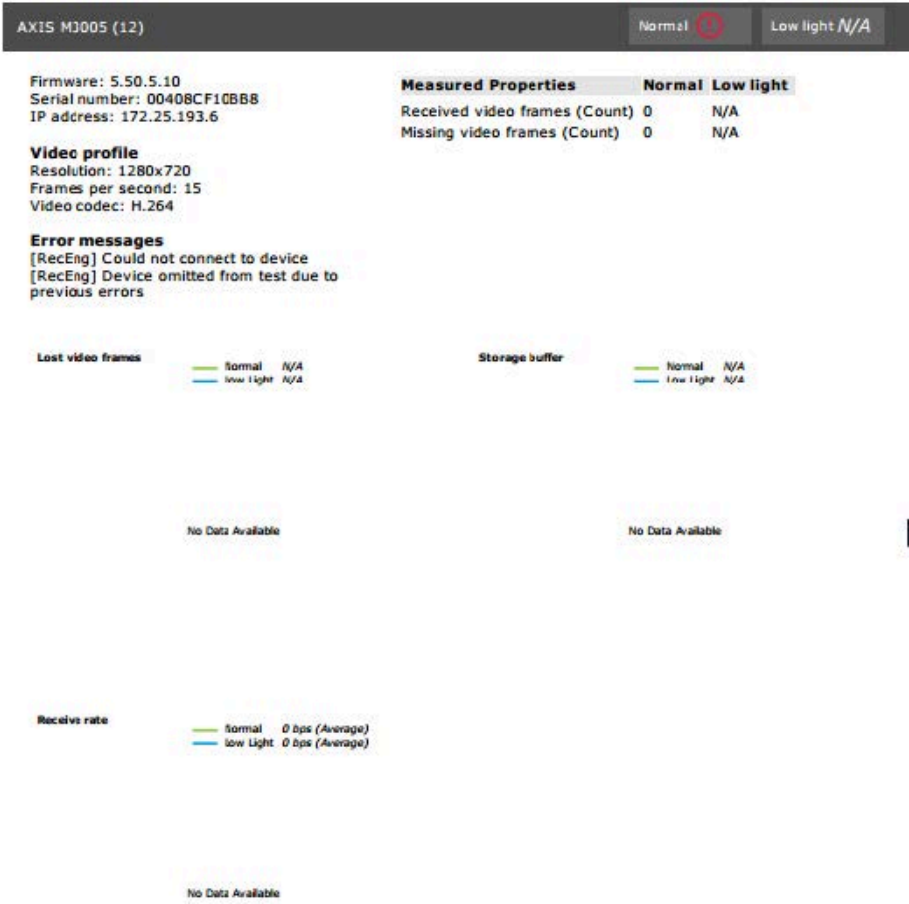 AXIS M3005 (12)
Normal
Low light N/A
Firmware: 5.50.5.10
Serial number: 00408CF10BB8
IP address: 172.25.193.6
Video profile
Resolution: 1280x720
Frames per second: 15
Video codec: H.264
Error messages
[RecEng] Could not connect to device
[RecEng] Device omitted from test due to
previous errors
Measured Properties Normal Low light
Received video frames (Count) 0 N/A
Missing video frames (Count) 0 N/A
Lost video frames
Normal N/A
Low Light N/A
No Data Available
Storage buffer
Normal N/A
Low Light N/A
No Data Available
Receive rate
Normal 0 bps (Average)
Low Light 0 bps (Average)
No Data Available